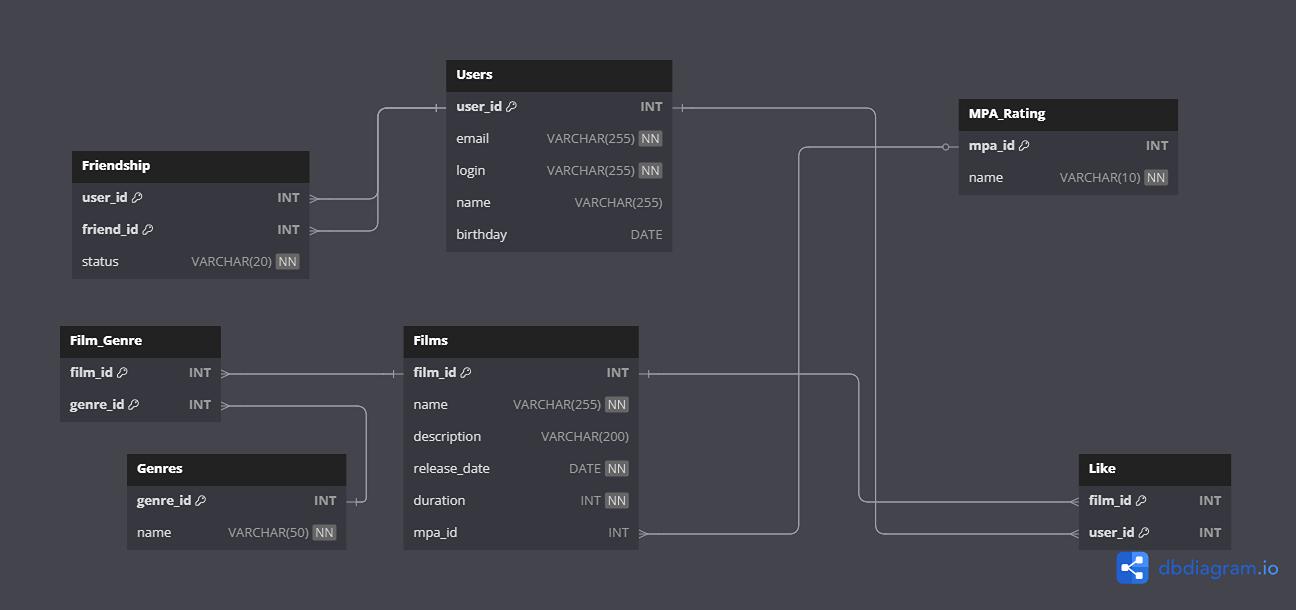 Users
user_id INT
email VARCHAR(255) NN
login VARCHAR(255) NN
name VARCHAR(255)
birthday DATE
MPA_Rating
mpa_id INT
name VARCHAR(10) NN
Friendship
user_id INT
friend_id INT
status VARCHAR(20) NN
Film_Genre
film_id INT
genre_id INT
Films
film_id INT
name VARCHAR(255) NN
description VARCHAR(200)
release_date DATE NN
duration INT NN
mpa_id INT
Genres
genre_id INT
name VARCHAR(50) NN
Like
film_id INT
user_id INT
dbdiagram.io